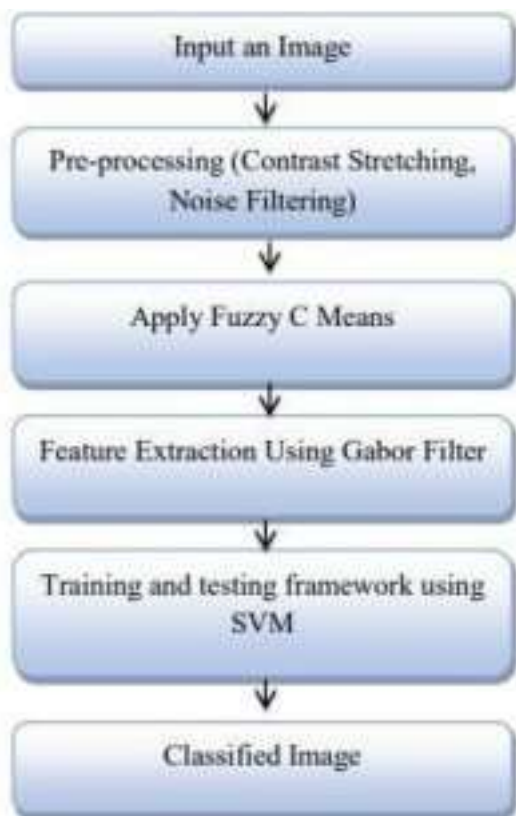 Input an Image
Pre-processing (Contrast Stretching,
Noise Filtering)
Apply Fuzzy C Means
Feature Extraction Using Gabor Filter
Training and testing framework using
SVM
Classified Image